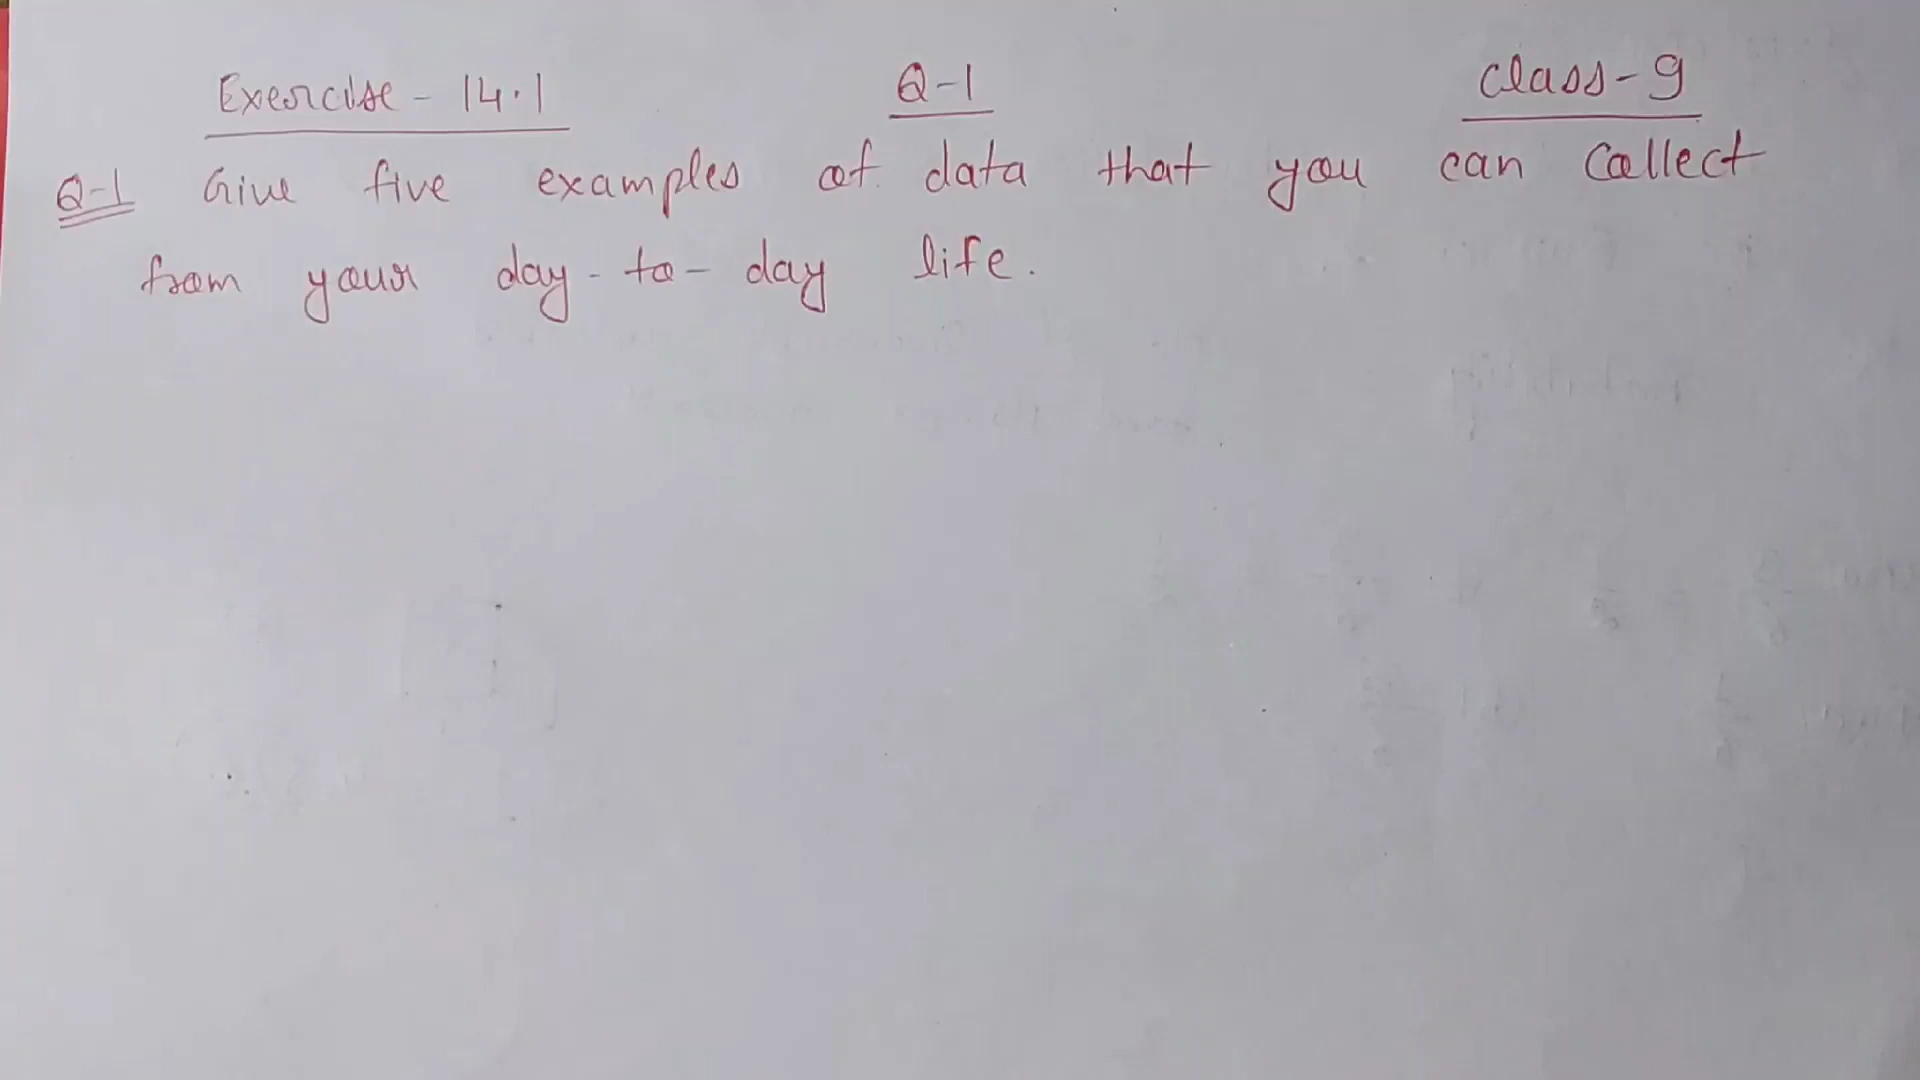 Exercise - 14.1 Q-1 Class-9
Q-1 Give five examples of data that you can Collect
from your day-to-day life.